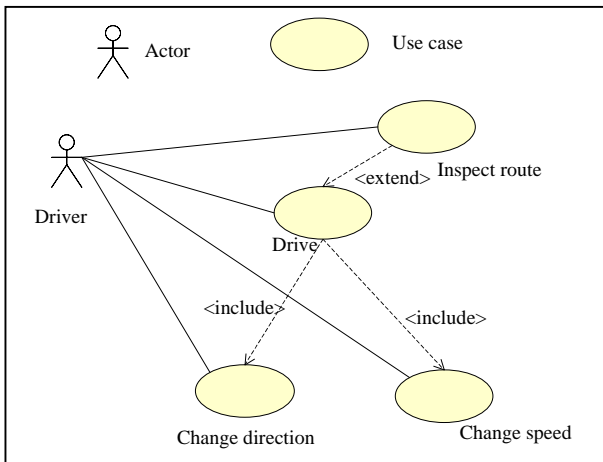 Actor
Use case
Inspect route
<extend>
Driver
Drive
<include>
<include>
Change direction
Change speed